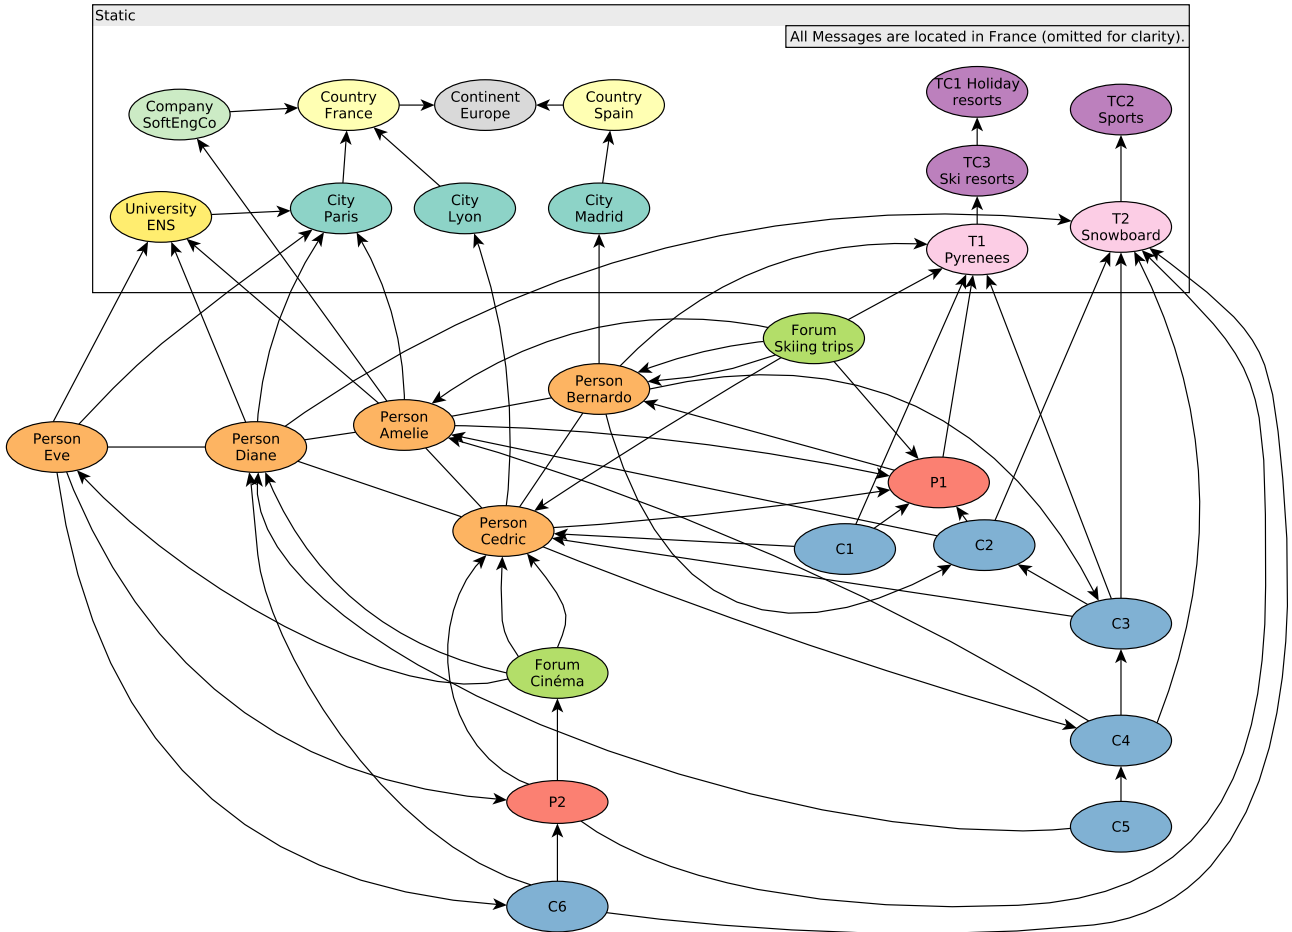 Static
All Messages are located in France (omitted for clarity).
Company
SoftEngCo
Country
France
Continent
Europe
Country
Spain
TC1 Holiday
resorts
TC2
Sports
TC3
Ski resorts
University
ENS
City
Paris
City
Lyon
City
Madrid
T1
Pyrenees
T2
Snowboard
Forum
Skiing trips
Person
Bernardo
Person
Amelie
Person
Eve
Person
Diane
P1
Person
Cedric
C1
C2
C3
Forum
Cinéma
C4
P2
C5
C6